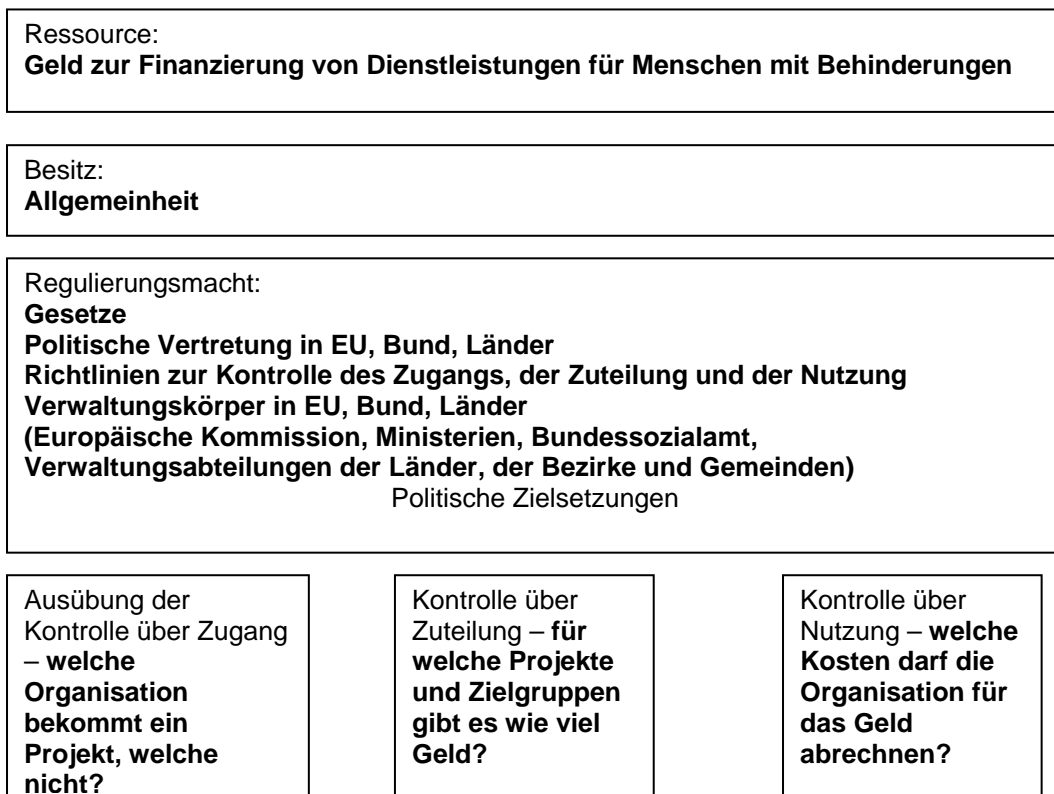 Ressource:
Geld zur Finanzierung von Dienstleistungen für Menschen mit Behinderungen
Besitz:
Allgemeinheit
Regulierungsmacht:
Gesetze
Politische Vertretung in EU, Bund, Länder
Richtlinien zur Kontrolle des Zugangs, der Zuteilung und der Nutzung
Verwaltungskörper in EU, Bund, Länder
(Europäische Kommission, Ministerien, Bundessozialamt,
Verwaltungsabteilungen der Länder, der Bezirke und Gemeinden)
Politische Zielsetzungen
Ausübung der
Kontrolle über Zugang
– welche
Organisation
bekommt ein
Projekt, welche
nicht?
Kontrolle über
Zuteilung – für
welche Projekte
und Zielgruppen
gibt es wie viel
Geld?
Kontrolle über
Nutzung – welche
Kosten darf die
Organisation für
das Geld
abrechnen?